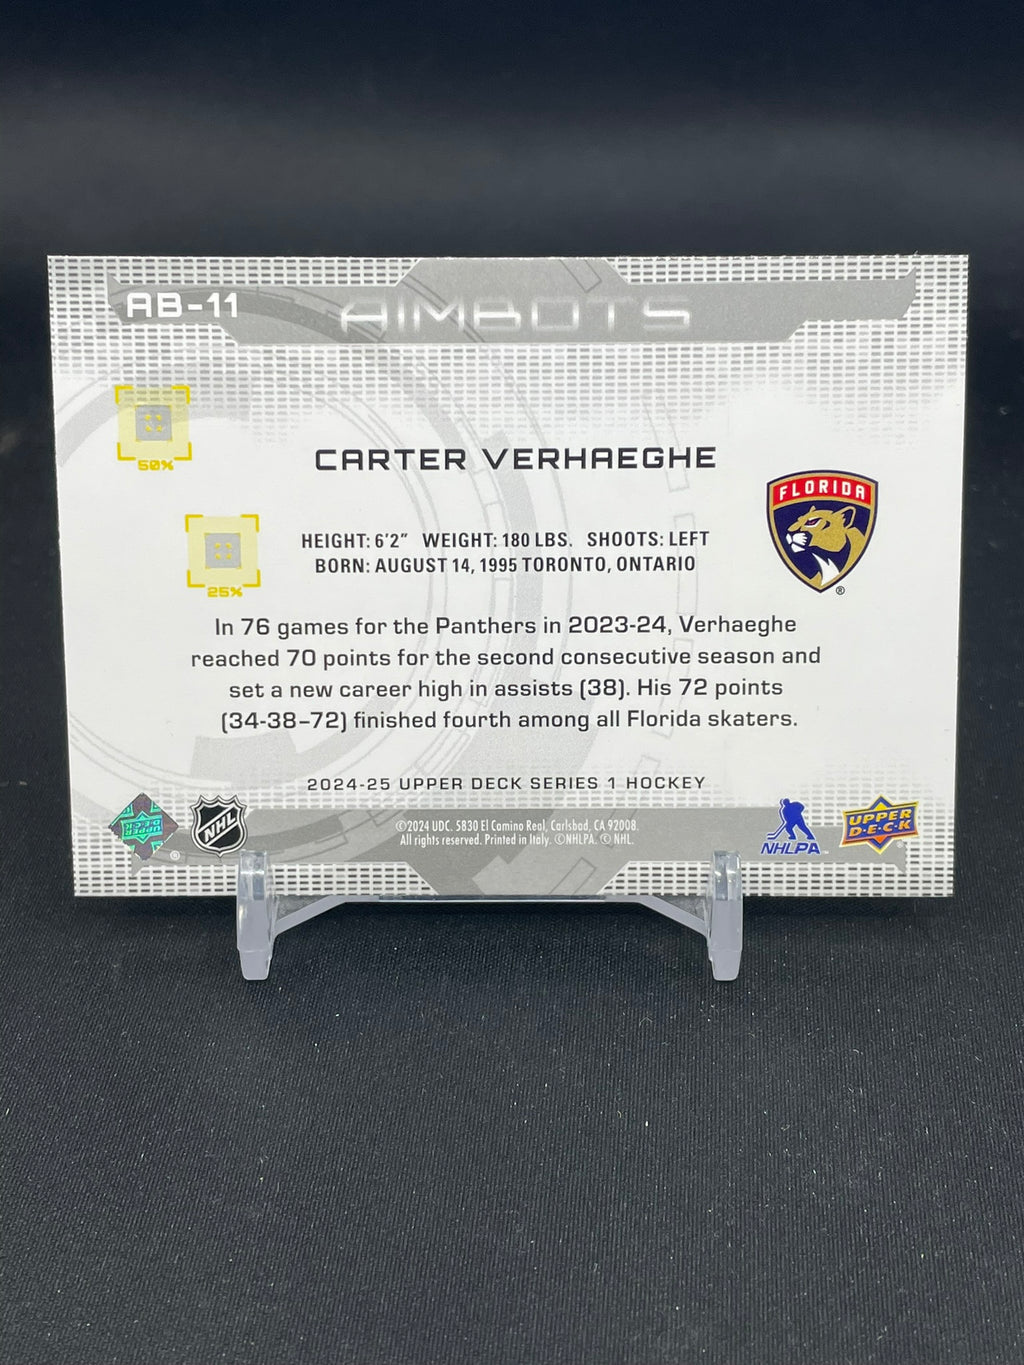 AB-11
AIMBOTS
50%
CARTER VERHAEGHE
FLORIDA
®
25%
HEIGHT: 6'2" WEIGHT: 180 LBS. SHOOTS: LEFT
BORN: AUGUST 14, 1995 TORONTO, ONTARIO
In 76 games for the Panthers in 2023-24, Verhaeghe
reached 70 points for the second consecutive season and
set a new career high in assists (38). His 72 points
(34-38–72) finished fourth among all Florida skaters.
2024-25 UPPER DECK SERIES 1 HOCKEY
UPPER
D·E·C·K
®
NHL
©2024 UDC. 5830 El Camino Real, Carlsbad, CA 92008.
All rights reserved. Printed in Italy. ©NHLPA. © NHL.
NHLPA™
UPPER
D·E·C·K
®